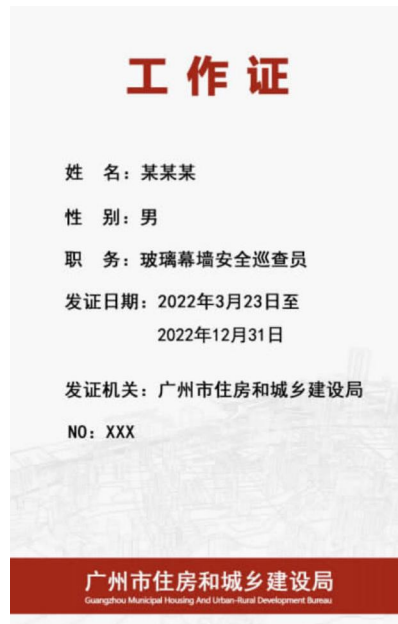 工作证
姓 名：某某某
性 别：男
职 务：玻璃幕墙安全巡查员
发证日期：2022年3月23日至
2022年12月31日
发证机关：广州市住房和城乡建设局
NO：XXX
广州市住房和城乡建设局
Guangzhou Municipal Housing And Urban-Rural Development Bureau